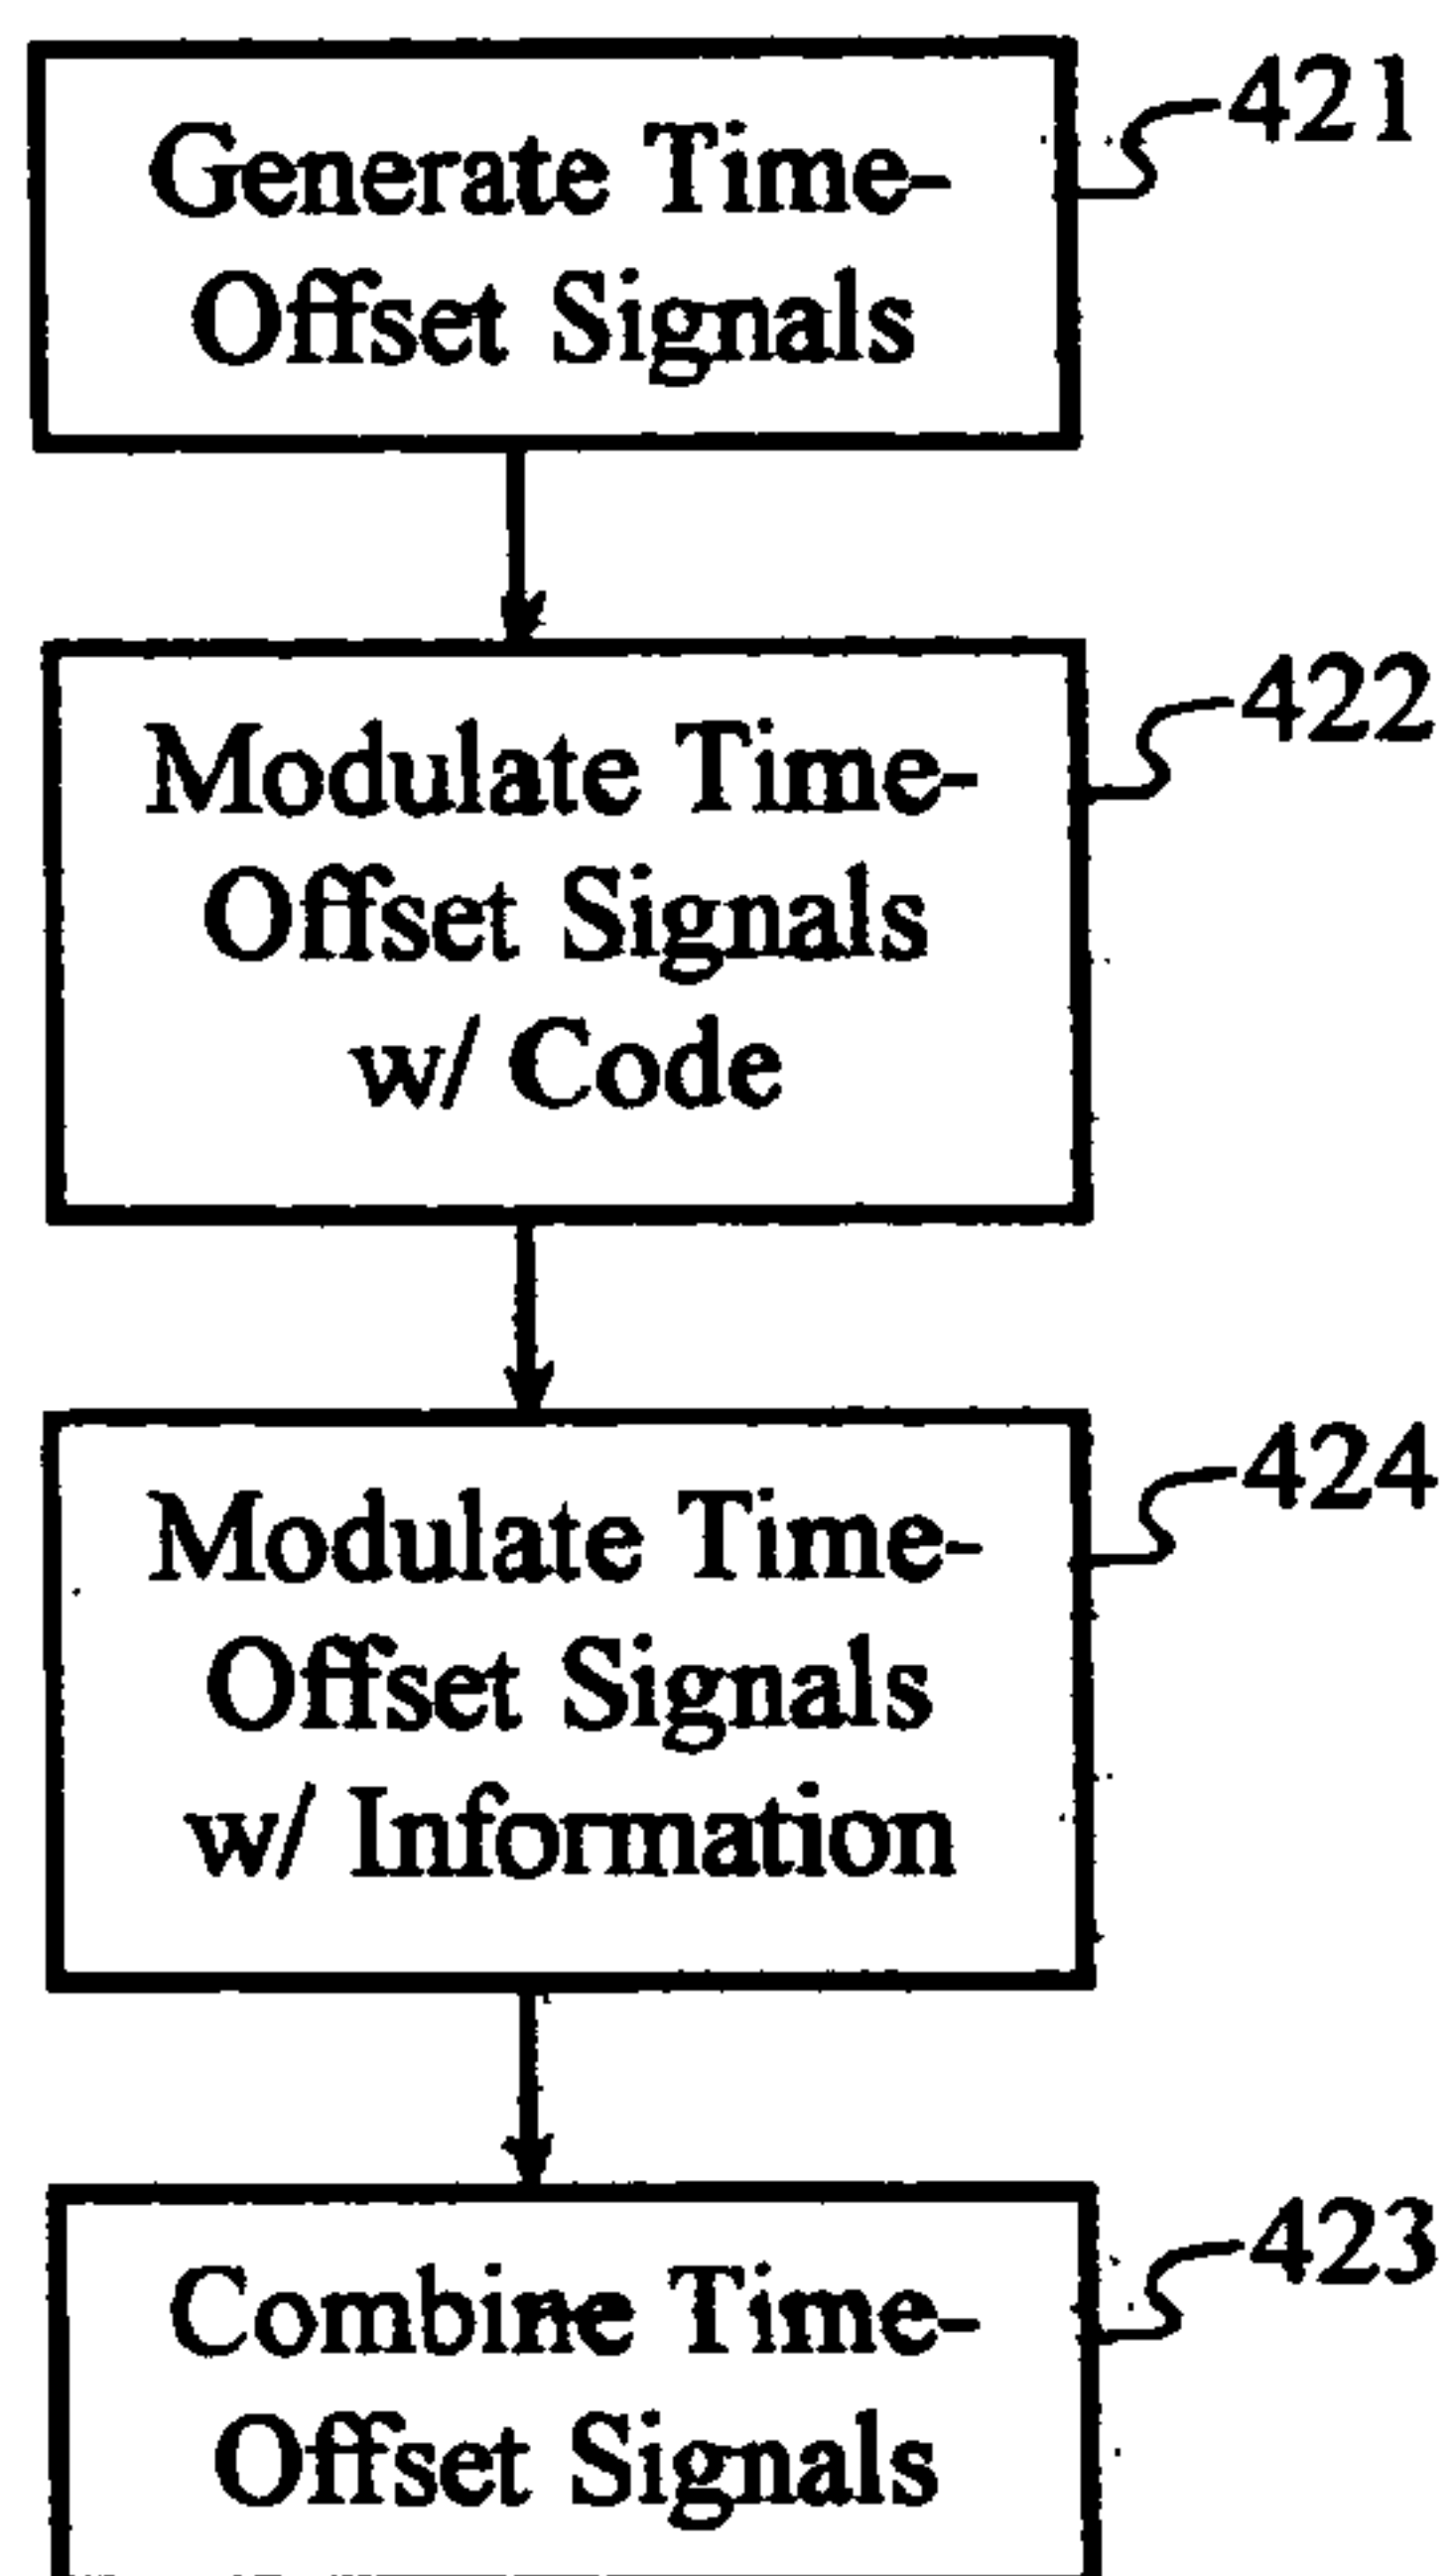 Generate Time-
Offset Signals
421
Modulate Time-
Offset Signals
w/ Code
422
Modulate Time-
Offset Signals
w/ Information
424
Combine Time-
Offset Signals
423